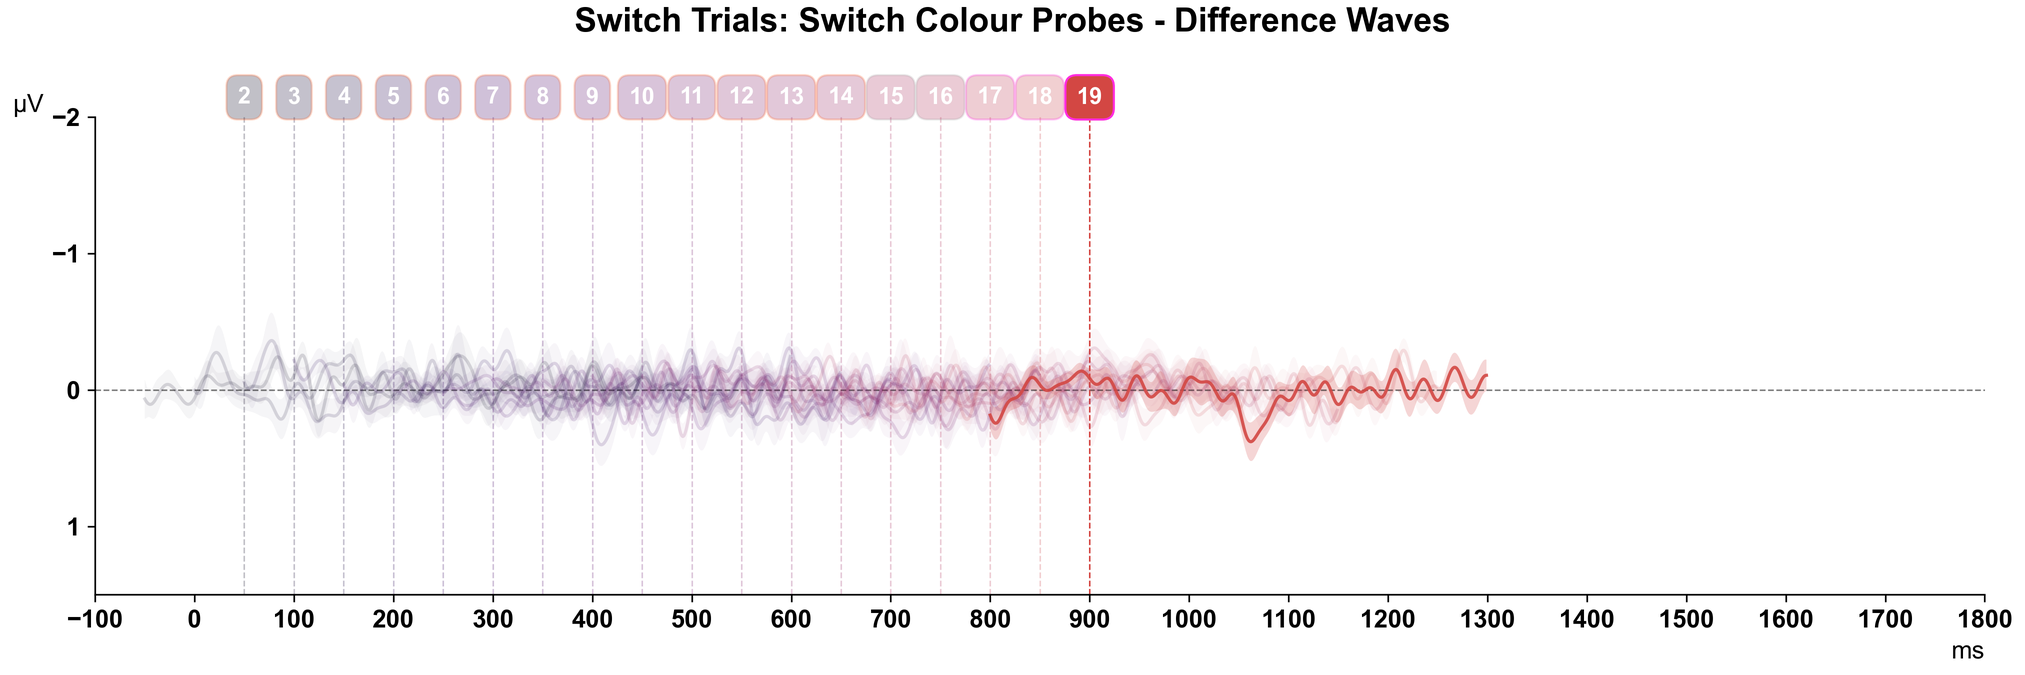 Switch Trials: Switch Colour Probes - Difference Waves
2 3 4 5 6 7 8 9 10 11 12 13 14 15 16 17 18 19
µV
−2
−1
0
1
−100 0 100 200 300 400 500 600 700 800 900 1000 1100 1200 1300 1400 1500 1600 1700 1800
ms